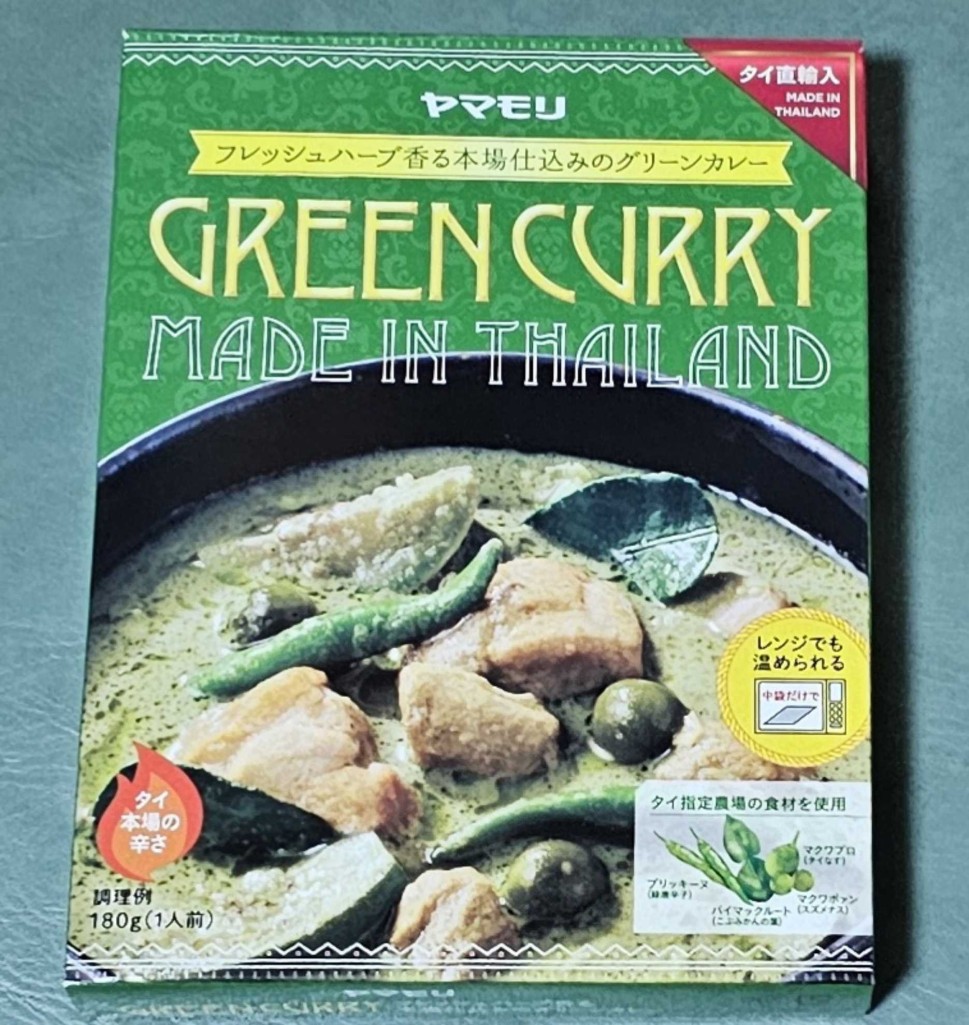 タイ直輸入
MADE IN
THAILAND
ヤマモリ
フレッシュハーブ香る本場仕込みのグリーンカレー
GREEN CURRY
MADE IN THAILAND
レンジでも
温められる
中袋だけで
タイ
本場の
辛さ
調理例
180g(1人前)
タイ指定農場の食材を使用
マクワプロ
(タイなす)
プリッキーヌ
(緑唐辛子)
マクワポァン
(スズメナス)
バイマックルート
(こぶみかんの葉)